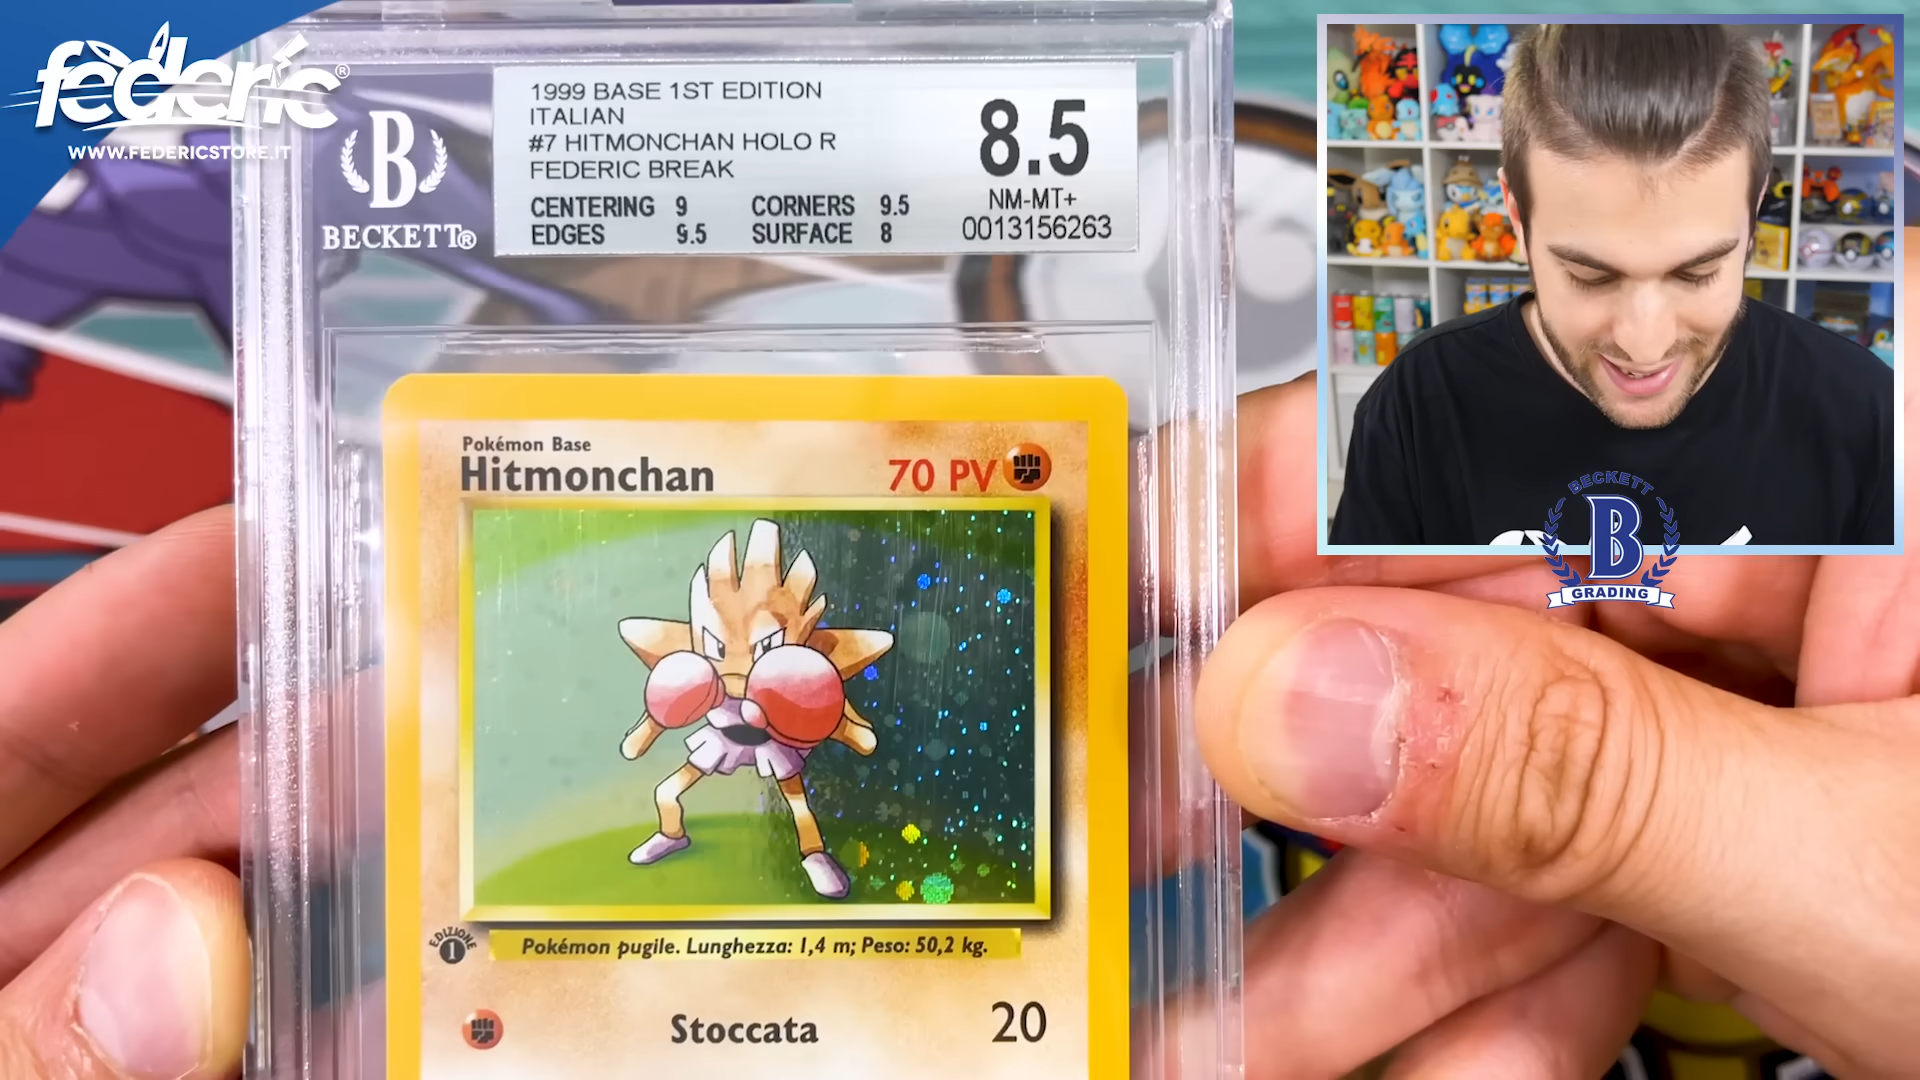 federic®
WWW.FEDERICSTORE.IT
B
BECKETT®
1999 BASE 1ST EDITION
ITALIAN
#7 HITMONCHAN HOLO R
FEDERIC BREAK
CENTERING 9 CORNERS 9.5
EDGES 9.5 SURFACE 8
8.5
NM-MT+
0013156263
Pokémon Base
Hitmonchan 70 PV
EDIZIONE
1
Pokémon pugile. Lunghezza: 1,4 m; Peso: 50,2 kg.
Stoccata 20
BECKETT
B
GRADING